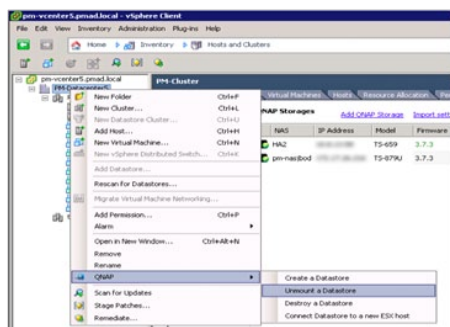 pm-vcenter5.pmad.local - vSphere Client
File Edit View Inventory Administration Plug-ins Help
Home Inventory Hosts and Clusters
pm-vcenter5.pmad.local
PM-Datacenter5
PM-Cluster
Virtual Machines Hosts Resource Allocation
NAP Storages Add QNAP Storage Import sett
NAS IP Address Model Firmware
HA2 TS-659 3.7.3
pm-nasibod TS-879U 3.7.3
New Folder Ctrl+F
New Cluster... Ctrl+L
New Datastore Cluster... Ctrl+U
Add Host... Ctrl+H
New Virtual Machine... Ctrl+N
New vSphere Distributed Switch... Ctrl+K
Add Datastore...
Rescan for Datastores...
Migrate Virtual Machine Networking...
Add Permission... Ctrl+P
Alarm
Open in New Window... Ctrl+Alt+N
Remove
Rename
QNAP
Scan for Updates
Stage Patches...
Remediate...
Create a Datastore
Unmount a Datastore
Destroy a Datastore
Connect Datastore to a new ESX host